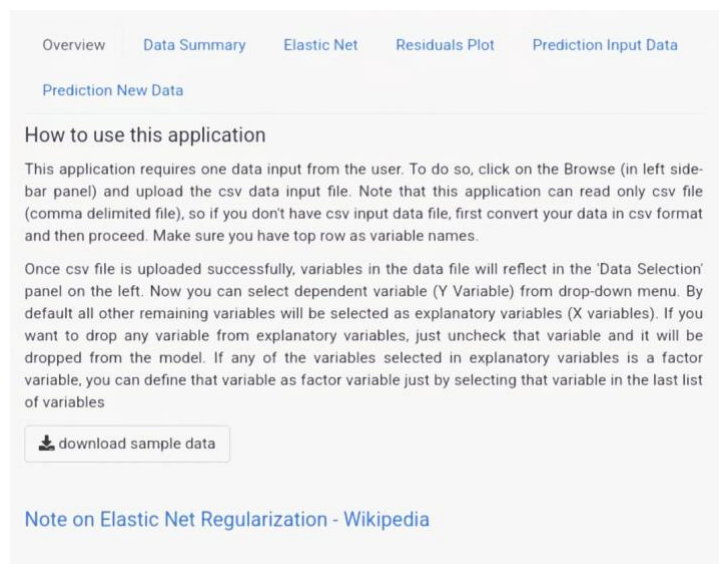 Overview Data Summary Elastic Net Residuals Plot Prediction Input Data
Prediction New Data
How to use this application
This application requires one data input from the user. To do so, click on the Browse (in left side-
bar panel) and upload the csv data input file. Note that this application can read only csv file
(comma delimited file), so if you don't have csv input data file, first convert your data in csv format
and then proceed. Make sure you have top row as variable names.
Once csv file is uploaded successfully, variables in the data file will reflect in the 'Data Selection'
panel on the left. Now you can select dependent variable (Y Variable) from drop-down menu. By
default all other remaining variables will be selected as explanatory variables (X variables). If you
want to drop any variable from explanatory variables, just uncheck that variable and it will be
dropped from the model. If any of the variables selected in explanatory variables is a factor
variable, you can define that variable as factor variable just by selecting that variable in the last list
of variables
download sample data
Note on Elastic Net Regularization - Wikipedia